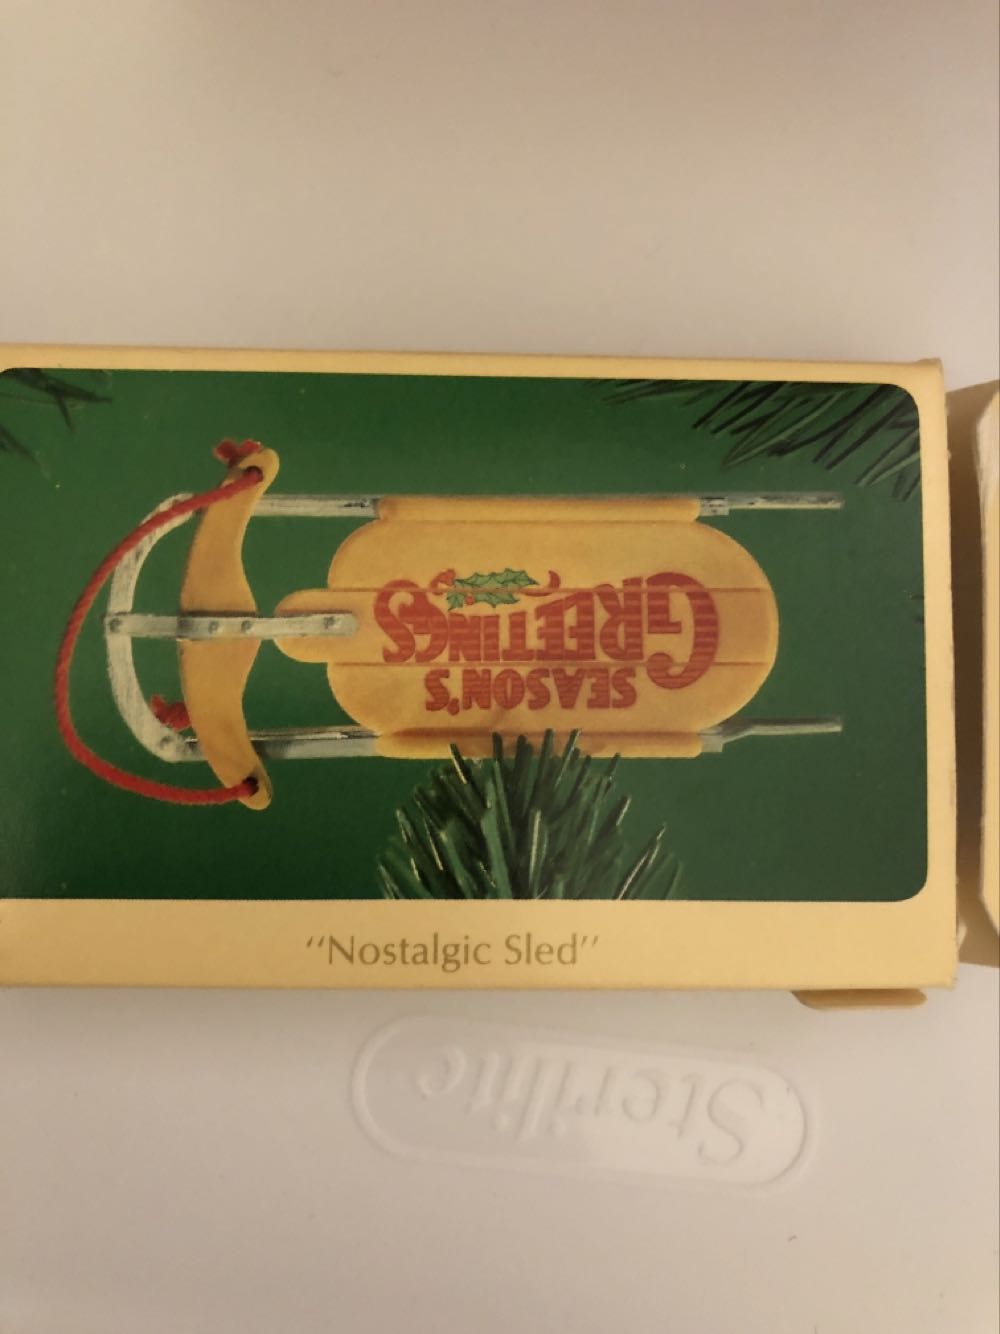 SEASON'S
GREETINGS
"Nostalgic Sled"
Sterilite